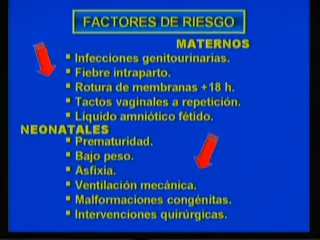 FACTORES DE RIESGO
MATERNOS
▪ Infecciones genitourinarias.
▪ Fiebre intraparto.
▪ Rotura de membranas +18 h.
▪ Tactos vaginales a repetición.
▪ Líquido amniótico fétido.
NEONATALES
▪ Prematuridad.
▪ Bajo peso.
▪ Asfixia.
▪ Ventilación mecánica.
▪ Malformaciones congénitas.
▪ Intervenciones quirúrgicas.